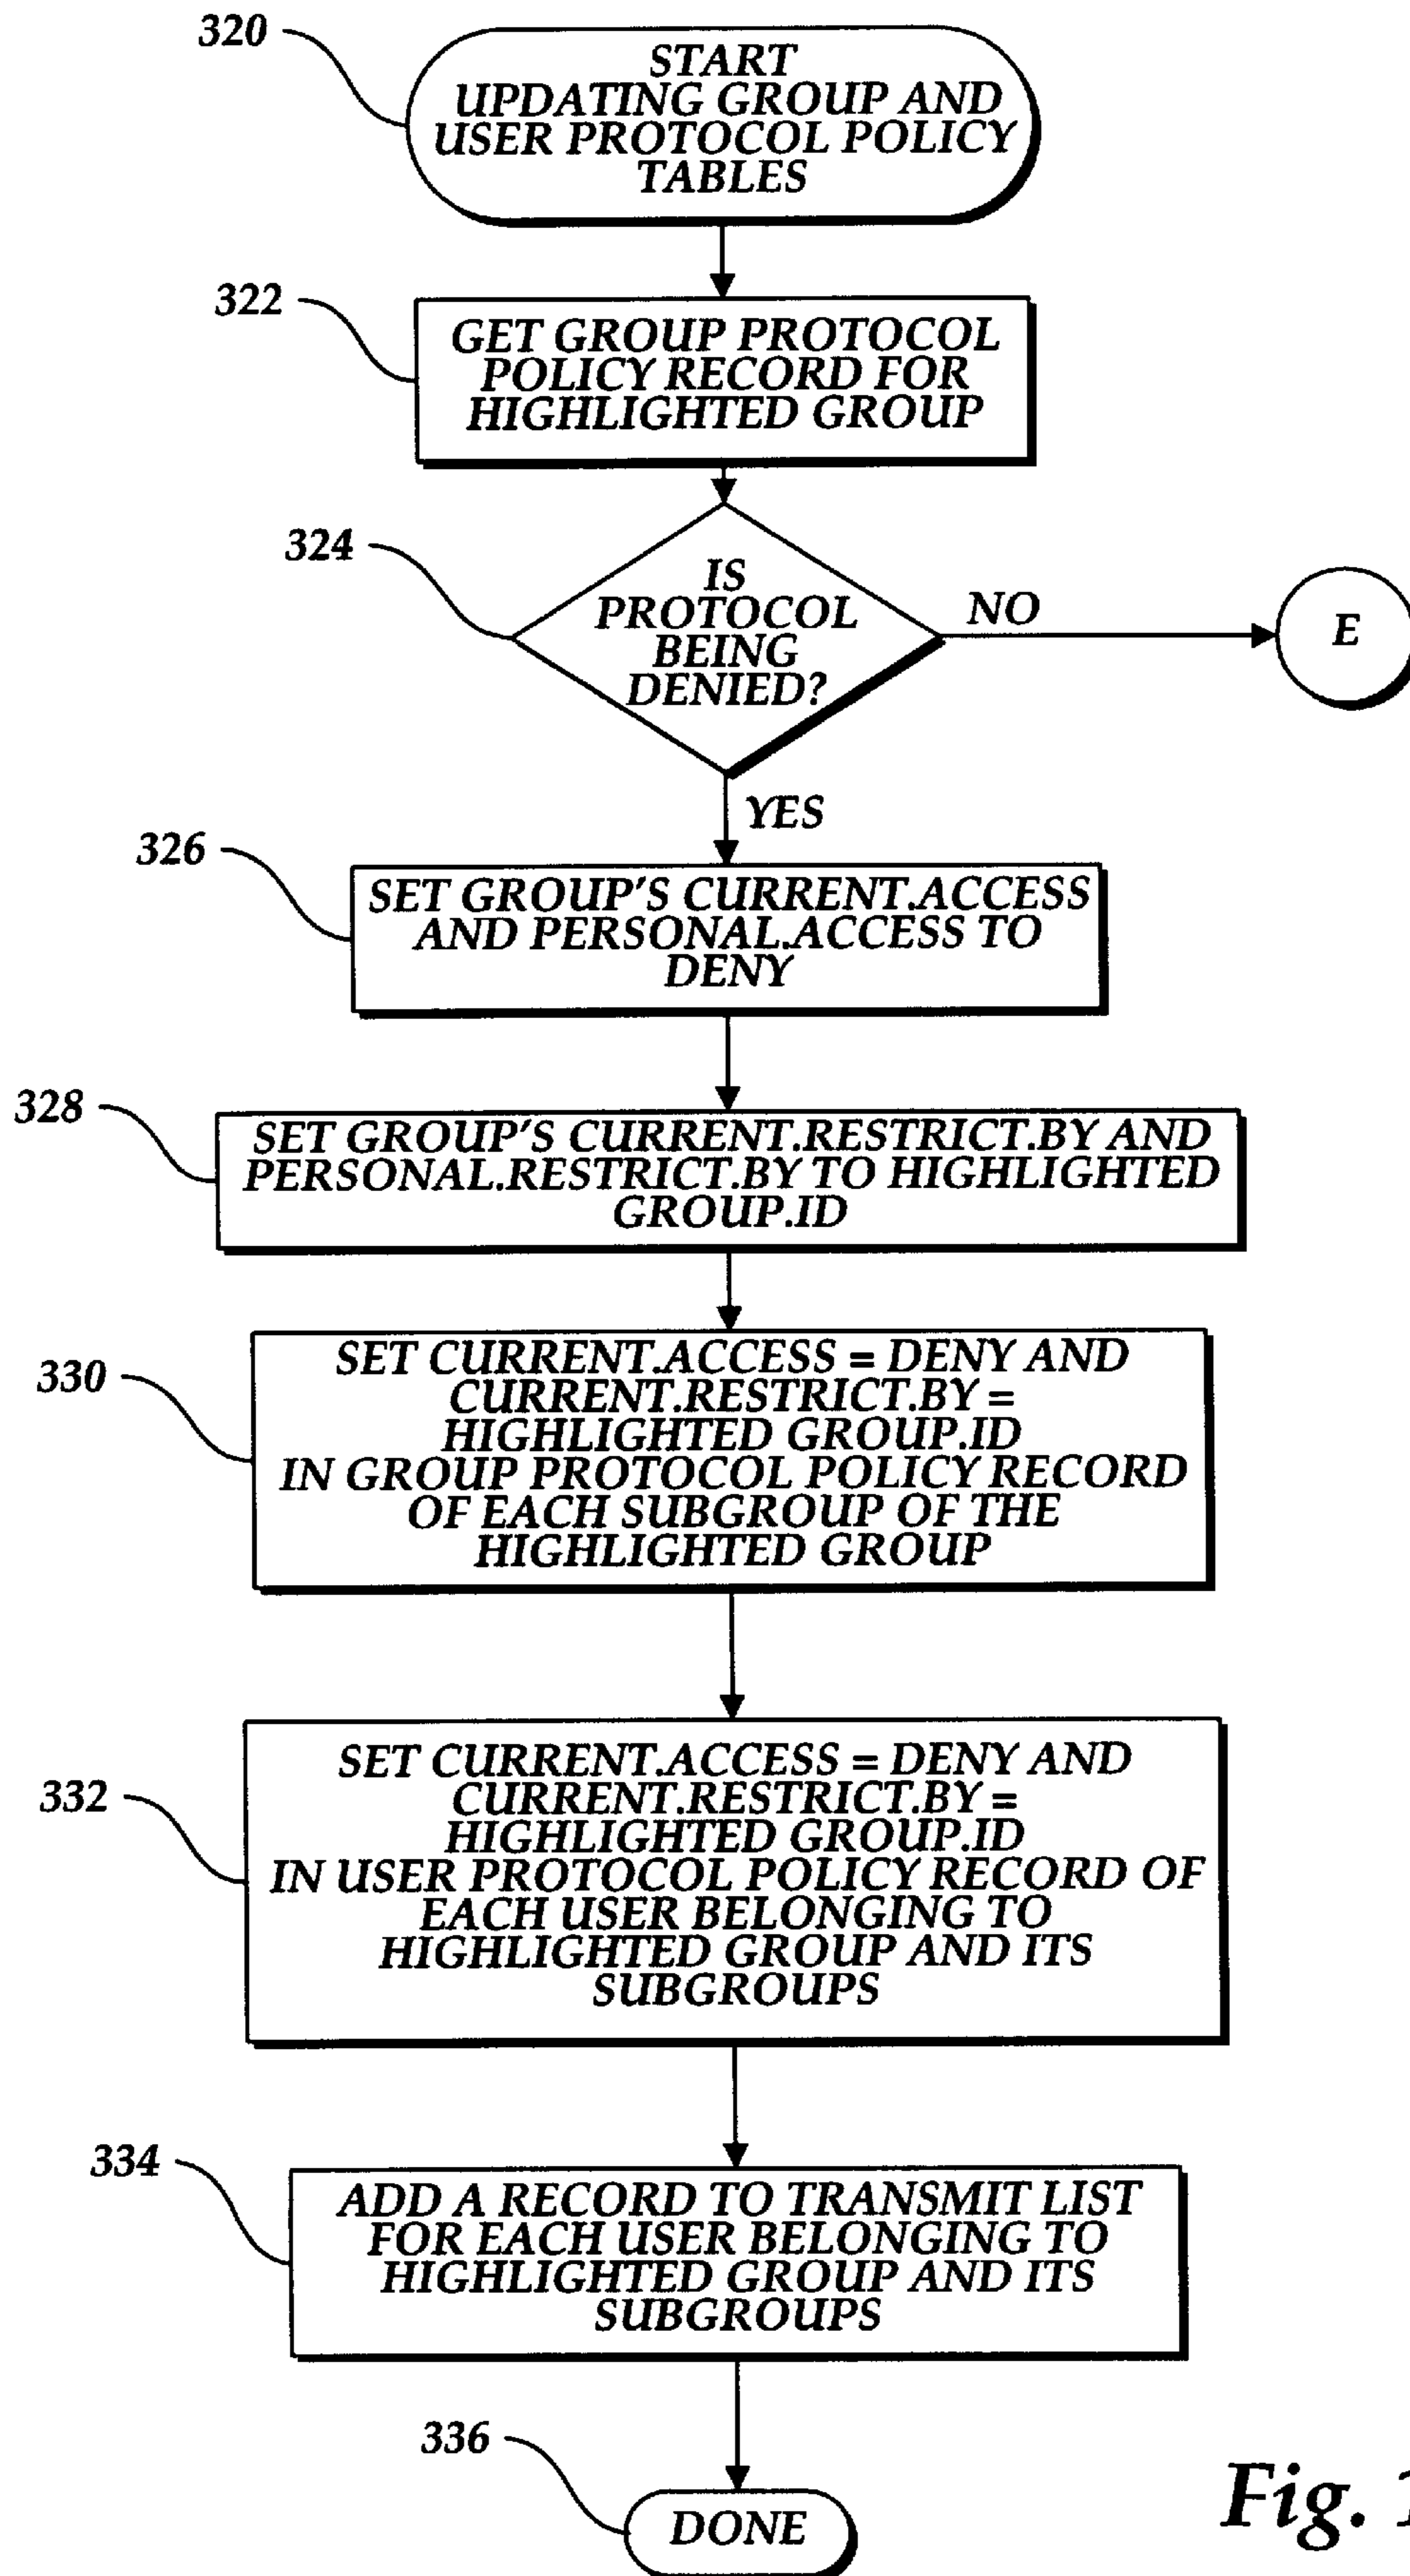 320
START
UPDATING GROUP AND
USER PROTOCOL POLICY
TABLES
322
GET GROUP PROTOCOL
POLICY RECORD FOR
HIGHLIGHTED GROUP
324
IS
PROTOCOL
BEING
DENIED?
NO
E
YES
326
SET GROUP'S CURRENT.ACCESS
AND PERSONAL.ACCESS TO
DENY
328
SET GROUP'S CURRENT.RESTRICT.BY AND
PERSONAL.RESTRICT.BY TO HIGHLIGHTED
GROUP.ID
330
SET CURRENT.ACCESS = DENY AND
CURRENT.RESTRICT.BY =
HIGHLIGHTED GROUP.ID
IN GROUP PROTOCOL POLICY RECORD
OF EACH SUBGROUP OF THE
HIGHLIGHTED GROUP
332
SET CURRENT.ACCESS = DENY AND
CURRENT.RESTRICT.BY =
HIGHLIGHTED GROUP.ID
IN USER PROTOCOL POLICY RECORD OF
EACH USER BELONGING TO
HIGHLIGHTED GROUP AND ITS
SUBGROUPS
334
ADD A RECORD TO TRANSMIT LIST
FOR EACH USER BELONGING TO
HIGHLIGHTED GROUP AND ITS
SUBGROUPS
336
DONE
Fig.